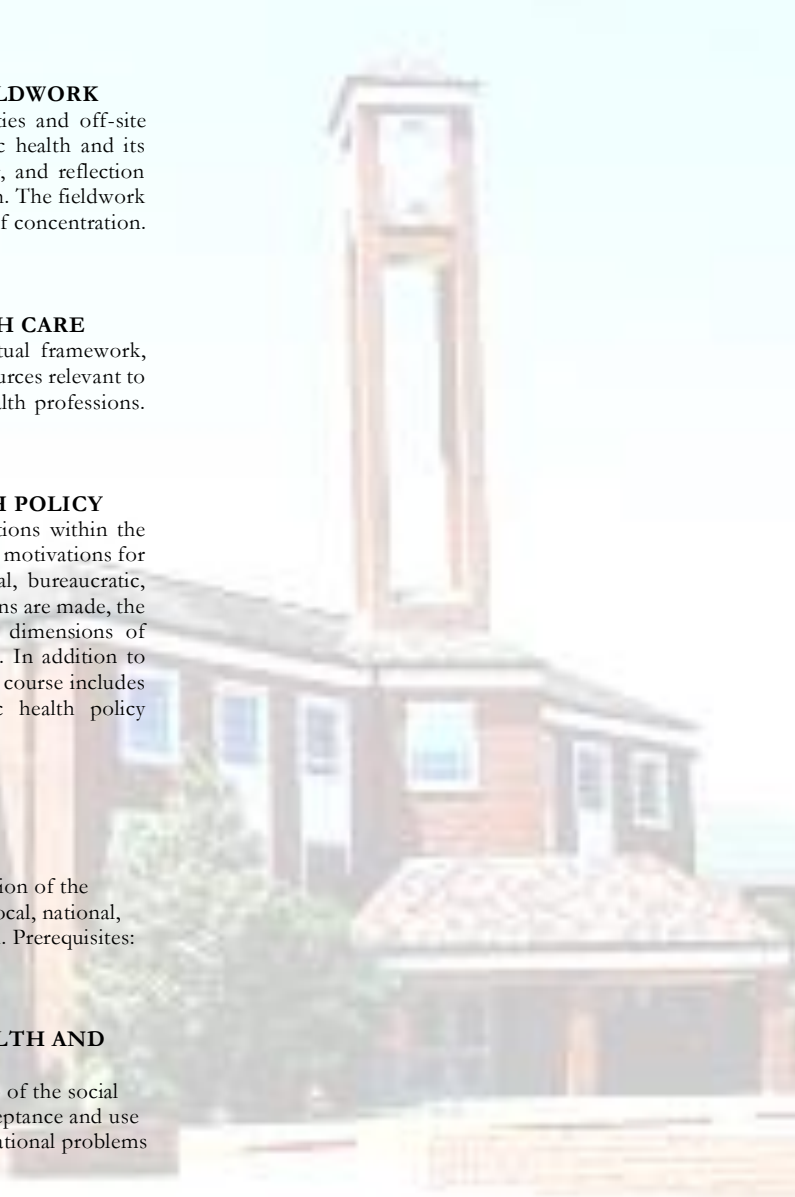 LDWORK
ties and off-site
c health and its
, and reflection
n. The fieldwork
f concentration.
H CARE
tual framework,
urces relevant to
alth professions.
H POLICY
tions within the
motivations for
al, bureaucratic,
ns are made, the
dimensions of
. In addition to
course includes
c health policy
ion of the
ocal, national,
. Prerequisites:
LTH AND
of the social
eptance and use
ational problems